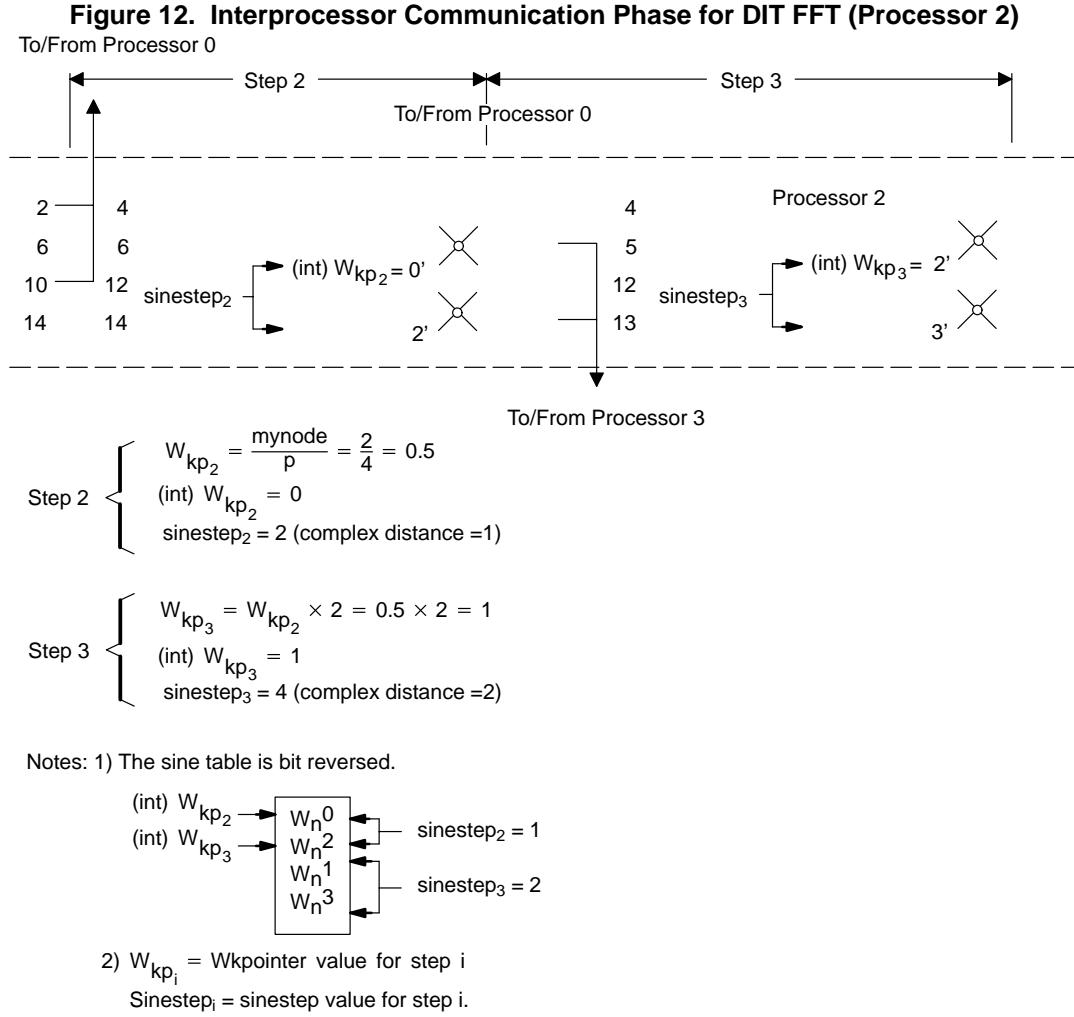 Figure 12. Interprocessor Communication Phase for DIT FFT (Processor 2)
To/From Processor 0
Step 2
Step 3
To/From Processor 0
2 4
6 6
10 12
14 14
sinestep2
(int) Wkp2 = 0'
2'
4
5
12
13
Processor 2
sinestep3
(int) Wkp3 = 2'
3'
To/From Processor 3
Step 2
Wkp2 = mynode/p = 2/4 = 0.5
(int) Wkp2 = 0
sinestep2 = 2 (complex distance =1)
Step 3
Wkp3 = Wkp2 × 2 = 0.5 × 2 = 1
(int) Wkp3 = 1
sinestep3 = 4 (complex distance =2)
Notes: 1) The sine table is bit reversed.
(int) Wkp2
(int) Wkp3
Wn0
Wn2
Wn1
Wn3
sinestep2 = 1
sinestep3 = 2
2) Wkpi = Wkpointer value for step i
Sinestepi = sinestep value for step i.